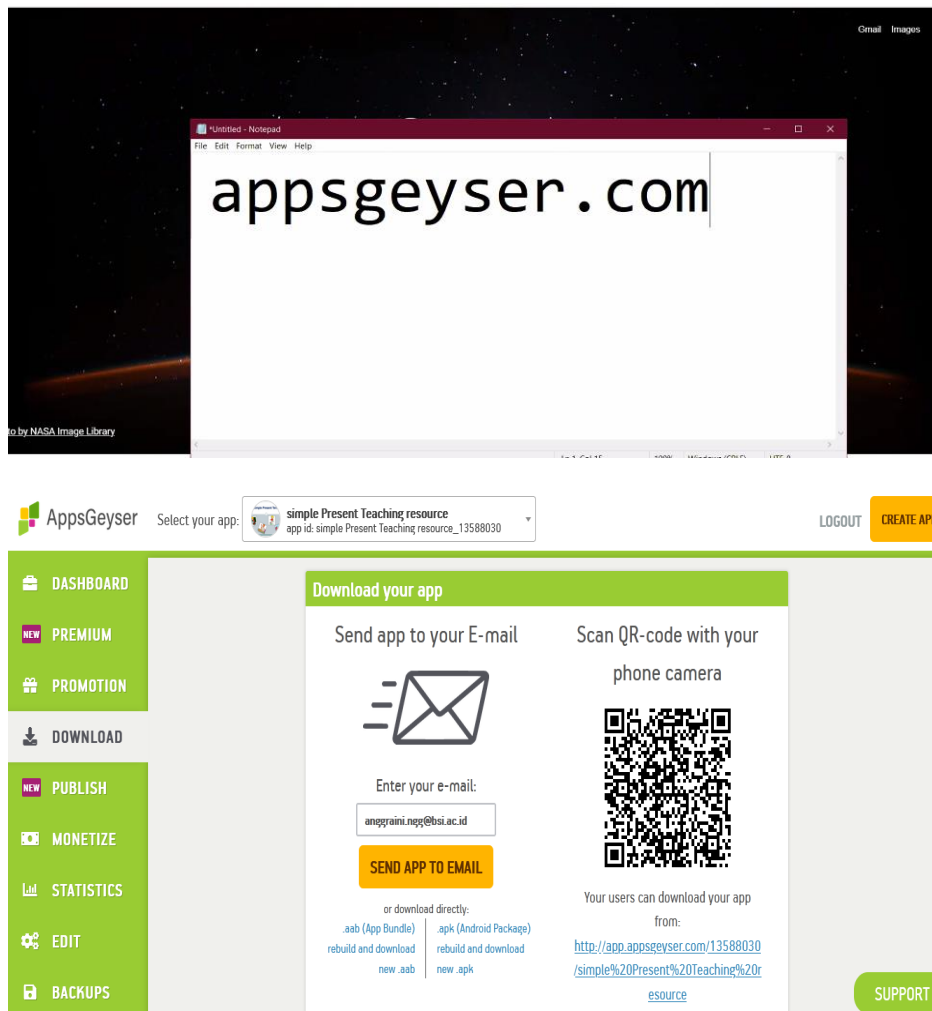 Gmail Images
*Untitled - Notepad
File Edit Format View Help
appsgeyser.com
to by NASA Image Library
AppsGeyser
Select your app:
simple Present Teaching resource
app id: simple Present Teaching resource_13588030
LOGOUT
CREATE APP
DASHBOARD
NEW PREMIUM
PROMOTION
DOWNLOAD
NEW PUBLISH
MONETIZE
STATISTICS
EDIT
BACKUPS
Download your app
Send app to your E-mail
Enter your e-mail:
anggraini.ngg@bsi.ac.id
SEND APP TO EMAIL
or download directly:
.aab (App Bundle)
rebuild and download
new .aab
.apk (Android Package)
rebuild and download
new .apk
Scan QR-code with your
phone camera
Your users can download your app
from:
http://app.appsgeyser.com/13588030
/simple%20Present%20Teaching%20r
esource
SUPPORT